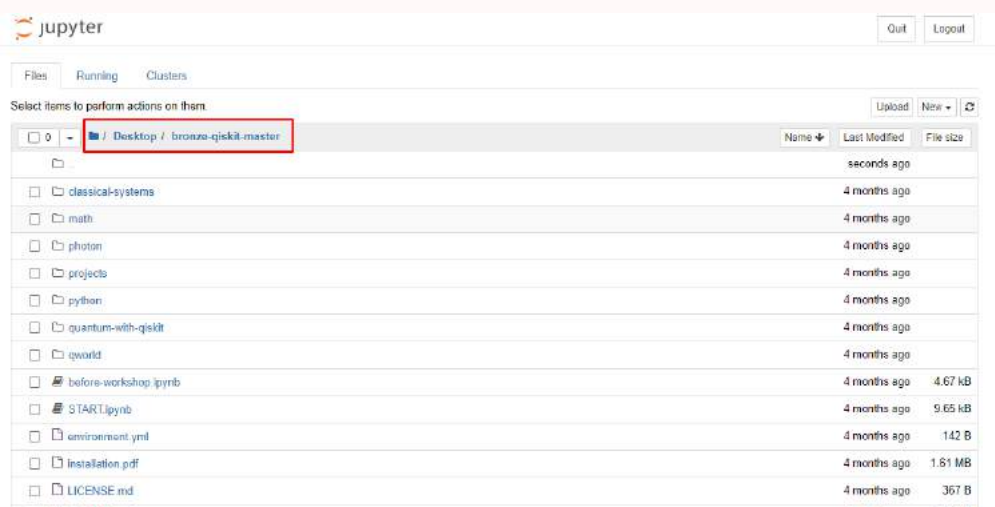 jupyter
Quit Logout
Files Running Clusters
Select items to perform actions on them.
Upload New
0 / Desktop / bronze-qiskit-master Name Last Modified File size
.. seconds ago
classical-systems 4 months ago
math 4 months ago
photon 4 months ago
projects 4 months ago
python 4 months ago
quantum-with-qiskit 4 months ago
qworld 4 months ago
before-workshop.ipynb 4 months ago 4.67 kB
START.ipynb 4 months ago 9.65 kB
environment.yml 4 months ago 142 B
installation.pdf 4 months ago 1.61 MB
LICENSE.md 4 months ago 367 B